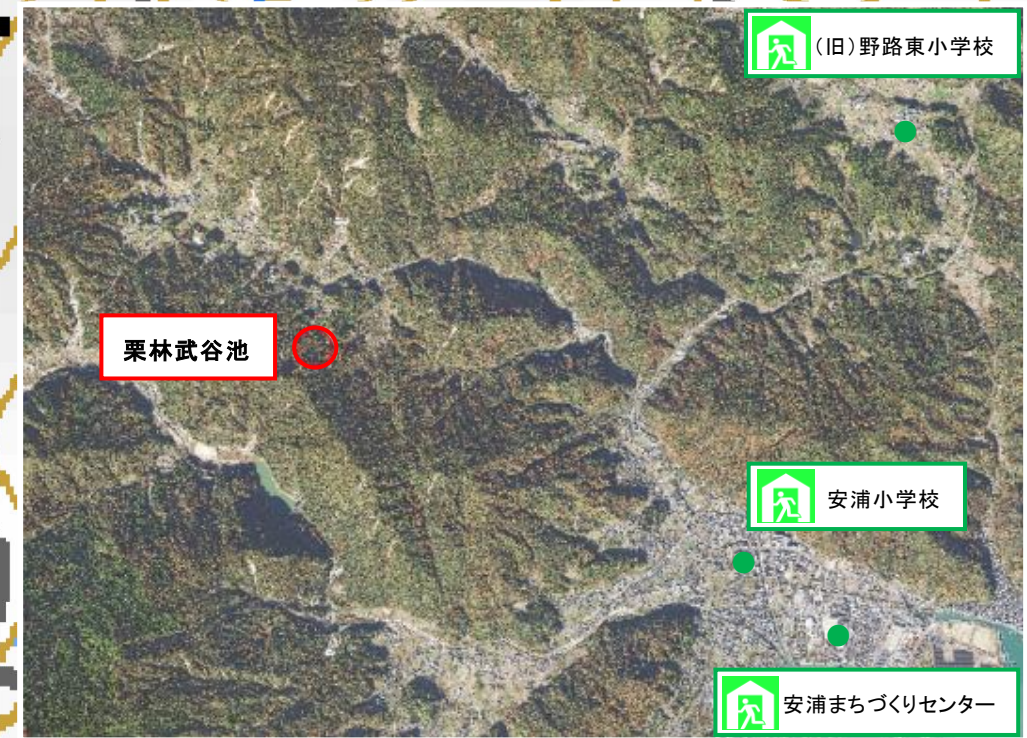 (旧)野路東小学校
栗林武谷池
安浦小学校
安浦まちづくりセンター